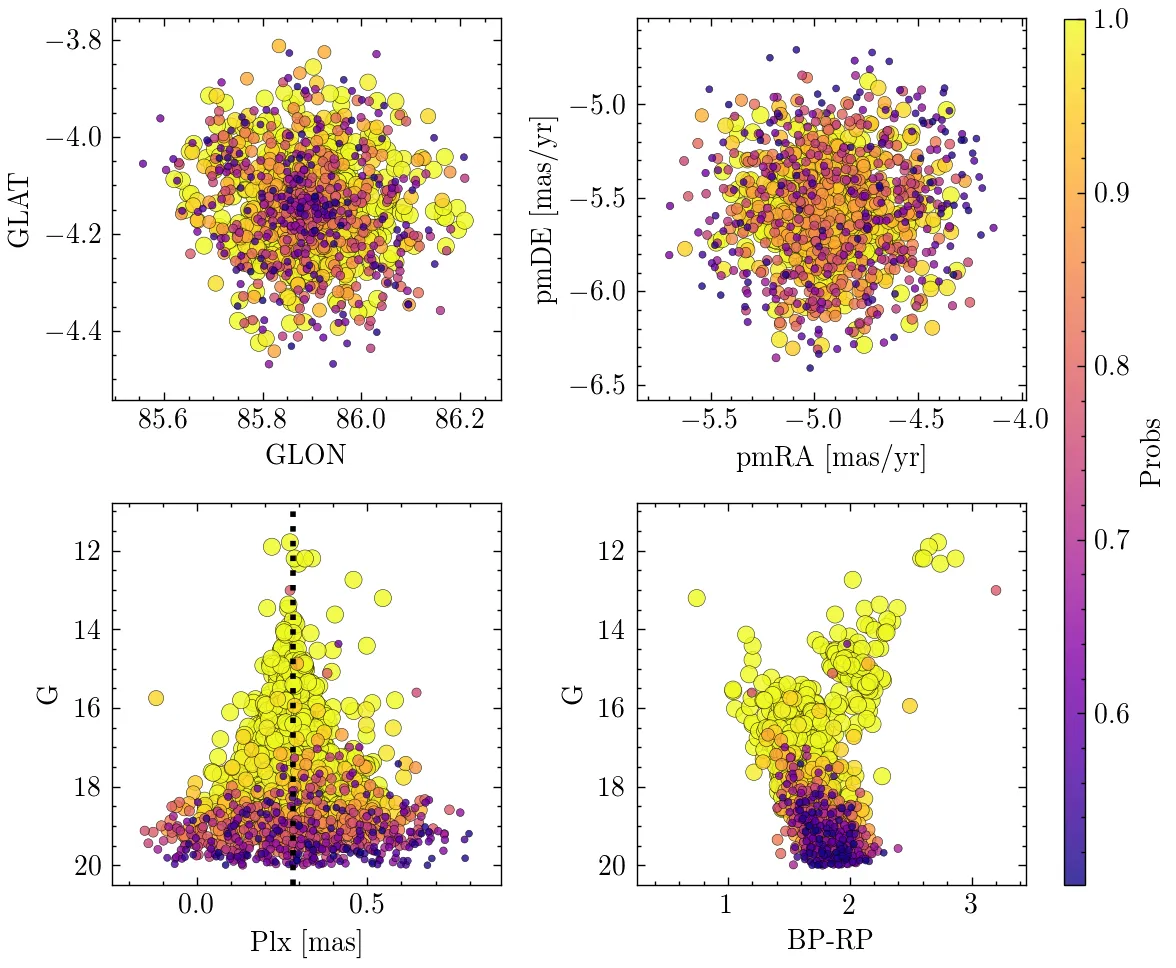 −3.8
−4.0
−4.2
−4.4
GLAT
85.6 85.8 86.0 86.2
GLON
−5.0
−5.5
−6.0
−6.5
pmDE [mas/yr]
−5.5 −5.0 −4.5 −4.0
pmRA [mas/yr]
12
14
16
18
20
G
0.0 0.5
Plx [mas]
12
14
16
18
20
G
1 2 3
BP-RP
1.0
0.9
0.8
0.7
0.6
Probs